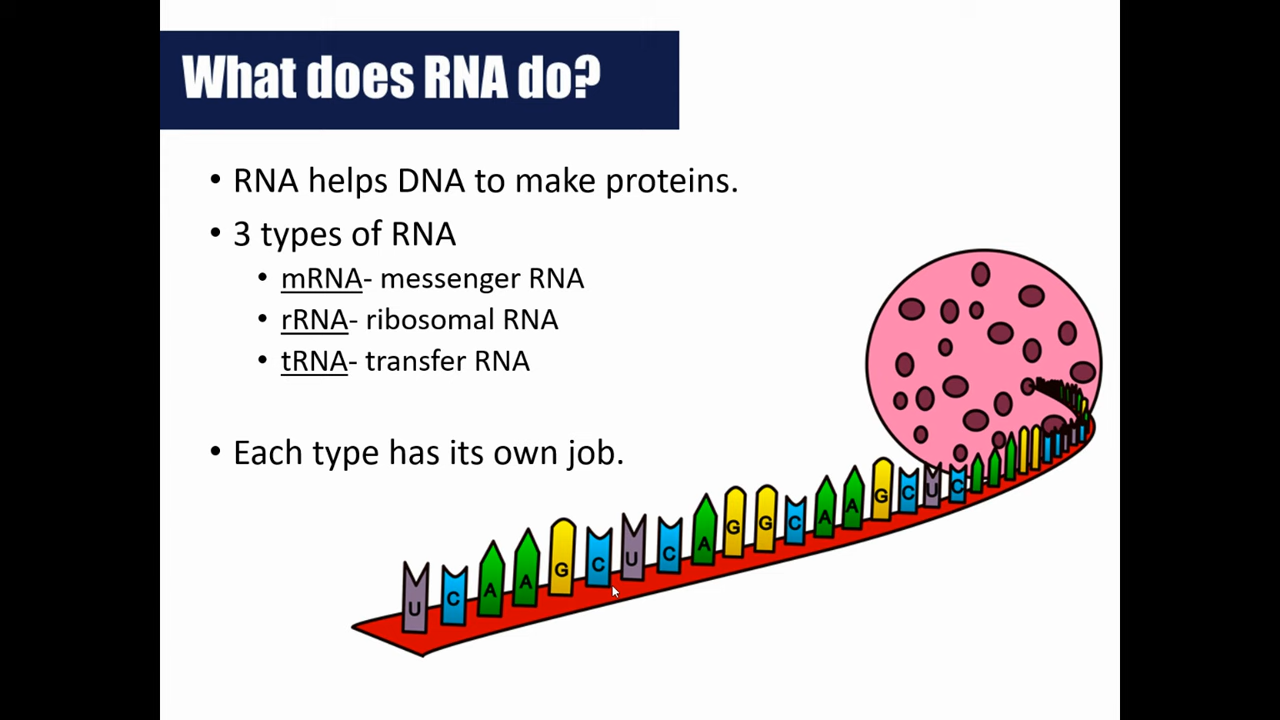 What does RNA do?
• RNA helps DNA to make proteins.
• 3 types of RNA
• mRNA- messenger RNA
• rRNA- ribosomal RNA
• tRNA- transfer RNA
• Each type has its own job.
U C A A G C U C A G G C A A G C U C